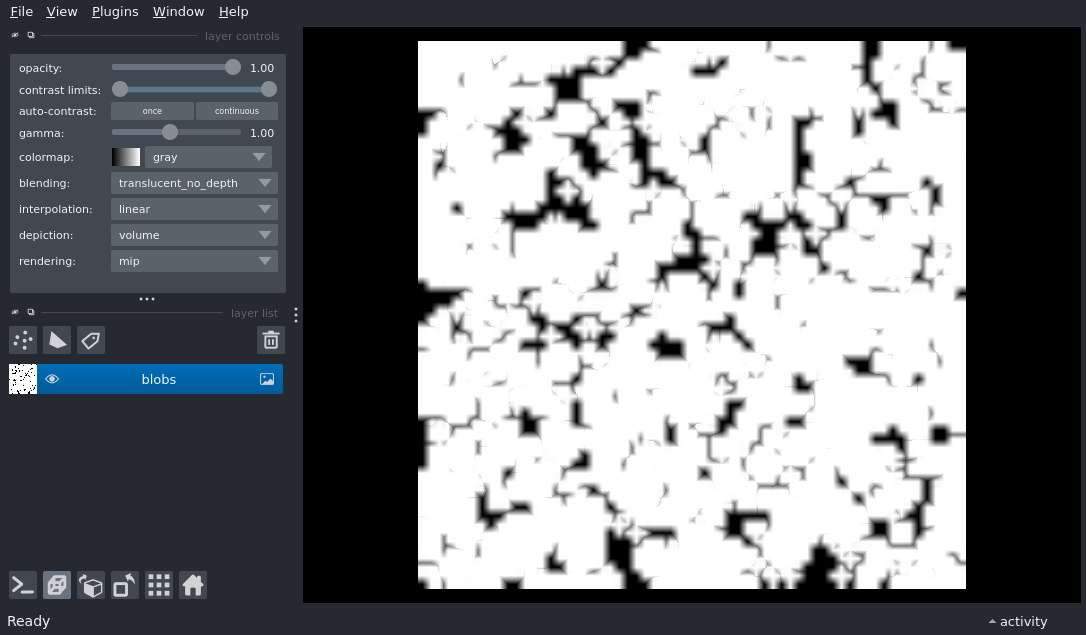 File View Plugins Window Help
layer controls
opacity: 1.00
contrast limits:
auto-contrast: once continuous
gamma: 1.00
colormap: gray
blending: translucent_no_depth
interpolation: linear
depiction: volume
rendering: mip
layer list
blobs
Ready activity